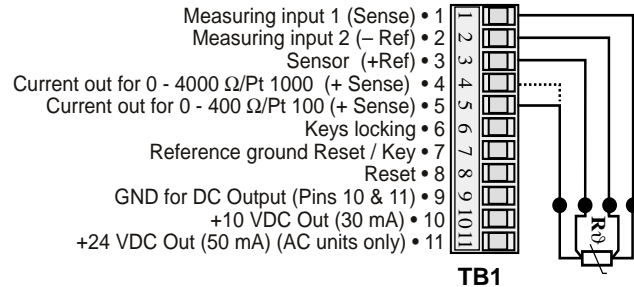 Measuring input 1 (Sense) • 1
Measuring input 2 (– Ref) • 2
Sensor (+Ref) • 3
Current out for 0 - 4000 Ω/Pt 1000 (+ Sense) • 4
Current out for 0 - 400 Ω/Pt 100 (+ Sense) • 5
Keys locking • 6
Reference ground Reset / Key • 7
Reset • 8
GND for DC Output (Pins 10 & 11) • 9
+10 VDC Out (30 mA) • 10
+24 VDC Out (50 mA) (AC units only) • 11
1
2
3
4
5
6
7
8
9
10
11
Rϑ
TB1